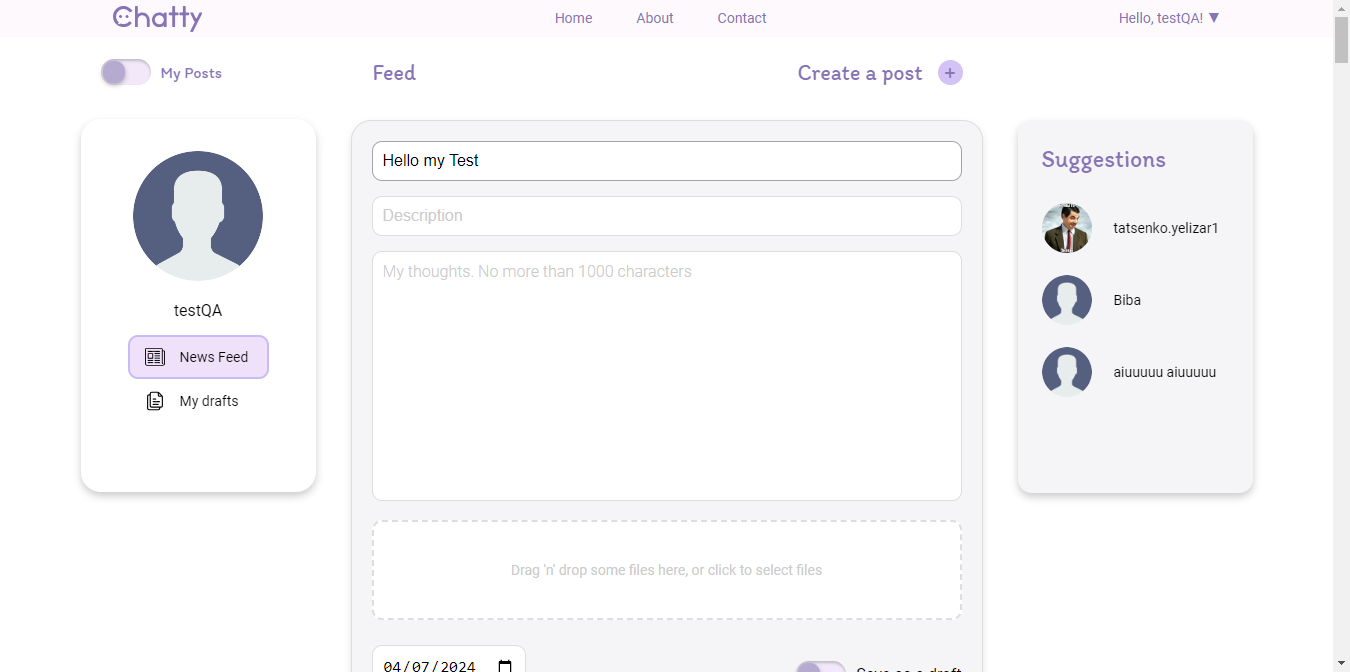 Chatty
Home About Contact
Hello, testQA! ▼
My Posts
Feed
Create a post +
testQA
News Feed
My drafts
Hello my Test
Description
My thoughts. No more than 1000 characters
Drag 'n' drop some files here, or click to select files
04/07/2024
Save as a draft
Suggestions
tatsenko.yelizar1
Biba
aiuuuuu aiuuuuu